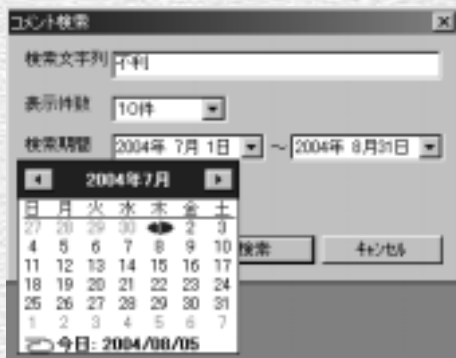 コメント検索
検索文字列 不利
表示件数 10件
検索期間 2004年 7月 1日 ～ 2004年 8月31日
2004年7月
日 月 火 水 木 金 土
27 28 29 30 1 2 3
4 5 6 7 8 9 10
11 12 13 14 15 16 17
18 19 20 21 22 23 24
25 26 27 28 29 30 31
1 2 3 4 5 6 7
今日: 2004/08/05
検索 キャンセル